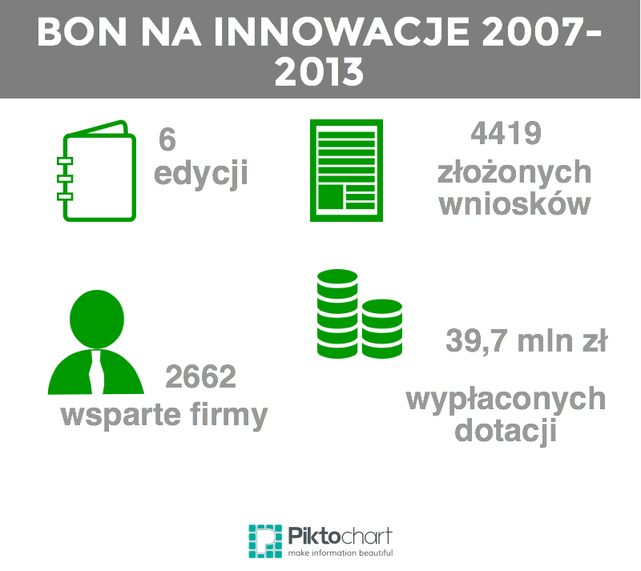 BON NA INNOWACJE 2007-
2013
6
edycji
4419
złożonych
wniosków
2662
wsparte firmy
39,7 mln zł
wypłaconych
dotacji
Piktochart
make information beautiful